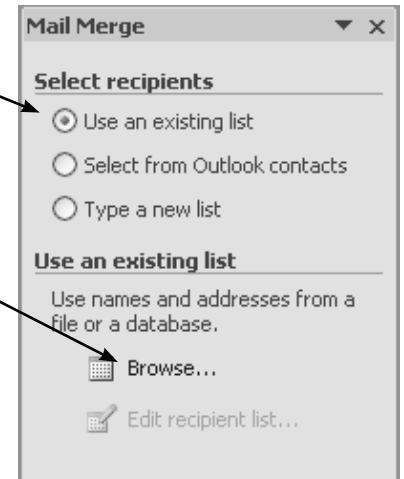 Mail Merge
Select recipients
Use an existing list
Select from Outlook contacts
Type a new list
Use an existing list
Use names and addresses from a
file or a database.
Browse...
Edit recipient list...